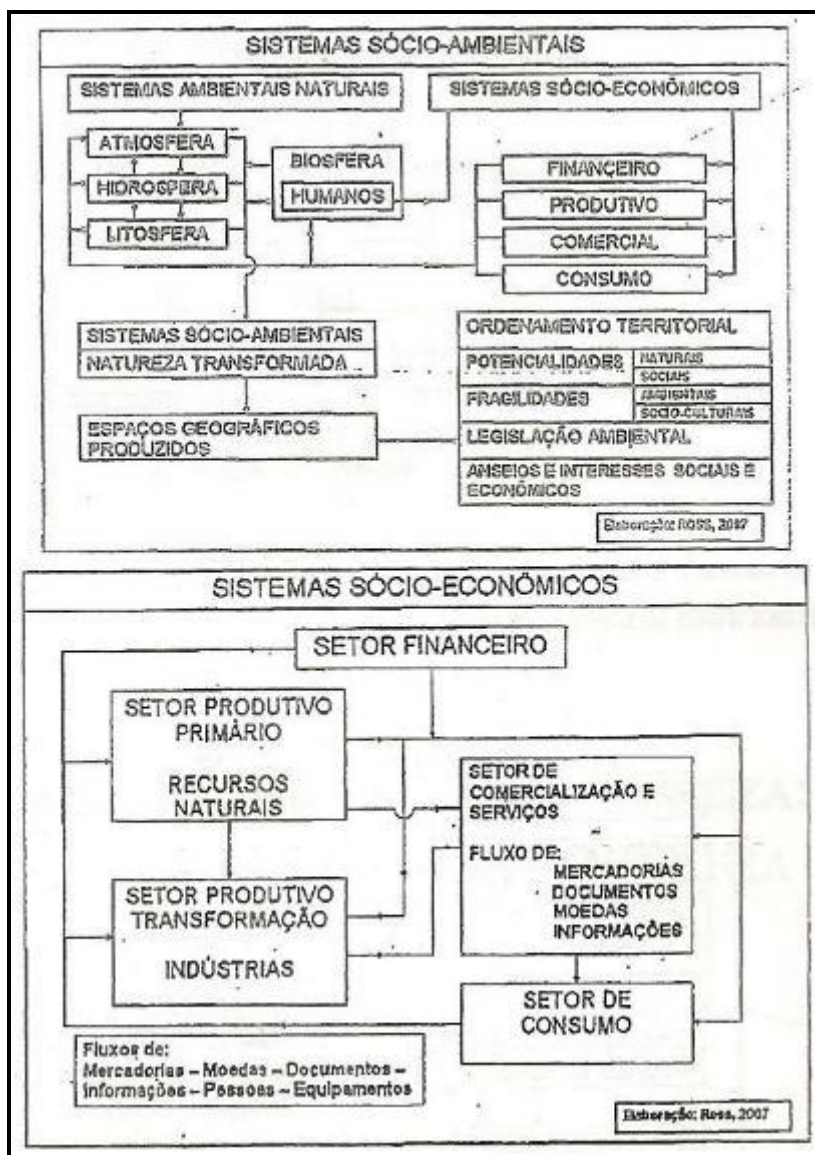 SISTEMAS SÓCIO-AMBIENTAIS
SISTEMAS AMBIENTAIS NATURAIS
SISTEMAS SÓCIO-ECONÔMICOS
ATMOSFERA
HIDROSFERA
LITOSFERA
BIOSFERA
HUMANOS
FINANCEIRO
PRODUTIVO
COMERCIAL
CONSUMO
SISTEMAS SÓCIO-AMBIENTAIS
NATUREZA TRANSFORMADA
ESPAÇOS GEOGRÁFICOS
PRODUZIDOS
ORDENAMENTO TERRITORIAL
POTENCIALIDADES
NATURAIS
SOCIAIS
FRAGILIDADES
AMBIENTAIS
SOCIO-CULTURAIS
LEGISLAÇÃO AMBIENTAL
ANSEIOS E INTERESSES SOCIAIS E
ECONÔMICOS
Elaboração: ROSS, 2007
SISTEMAS SÓCIO-ECONÔMICOS
SETOR FINANCEIRO
SETOR PRODUTIVO
PRIMÁRIO
RECURSOS
NATURAIS
SETOR PRODUTIVO
TRANSFORMAÇÃO
INDÚSTRIAS
SETOR DE
COMERCIALIZAÇÃO E
SERVIÇOS
FLUXO DE:
MERCADORIAS
DOCUMENTOS
MOEDAS
INFORMAÇÕES
SETOR DE
CONSUMO
Fluxos de:
Mercadorias – Moedas – Documentos –
Informações – Pessoas – Equipamentos
Elaboração: Ross, 2007